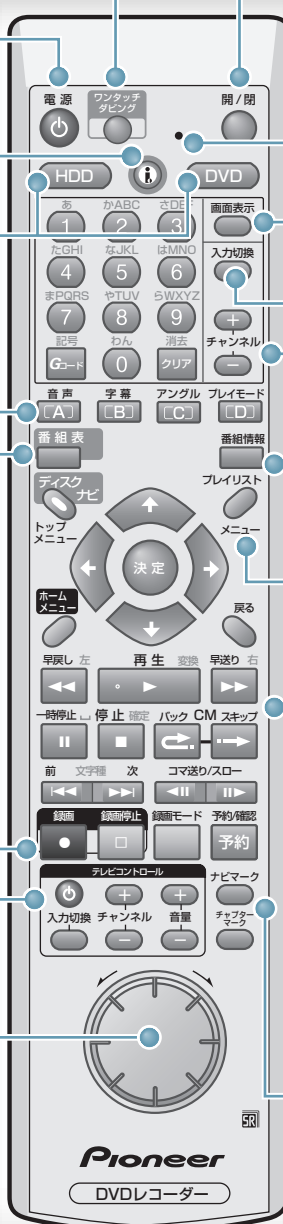 電源
ワンタッチ
ダビング
開/閉
HDD
DVD
あ かABC さDEF
1 2 3
画面表示
たGHI なJKL はMNO
4 5 6
入力切換
まPQRS やTUV らWXYZ
7 8 9
+
チャンネル
−
記号 わん 消去
Gコード 0 クリア
音声 字幕 アングル プレイモード
[A] [B] [C] [D]
番組表
番組情報
ディスク
ナビ
プレイリスト
トップ
メニュー
メニュー
決定
ホーム
メニュー
戻る
早戻し 左 再生 変換 早送り 右
一時停止 停止 確定 バック CM スキップ
前 文字種 次 コマ送り/スロー
録画 録画停止 録画モード 予約/確認
予約
テレビコントロール
ナビマーク
入力切換 チャンネル 音量
+ +
− −
チャプター
マーク
SR
Pioneer
DVDレコーダー